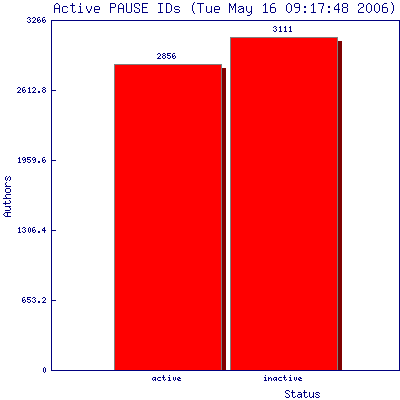 Active PAUSE IDs (Tue May 16 09:17:48 2006)
3266
3111
2856
2612.8
1959.6
Authors
1306.4
653.2
0
active inactive
Status